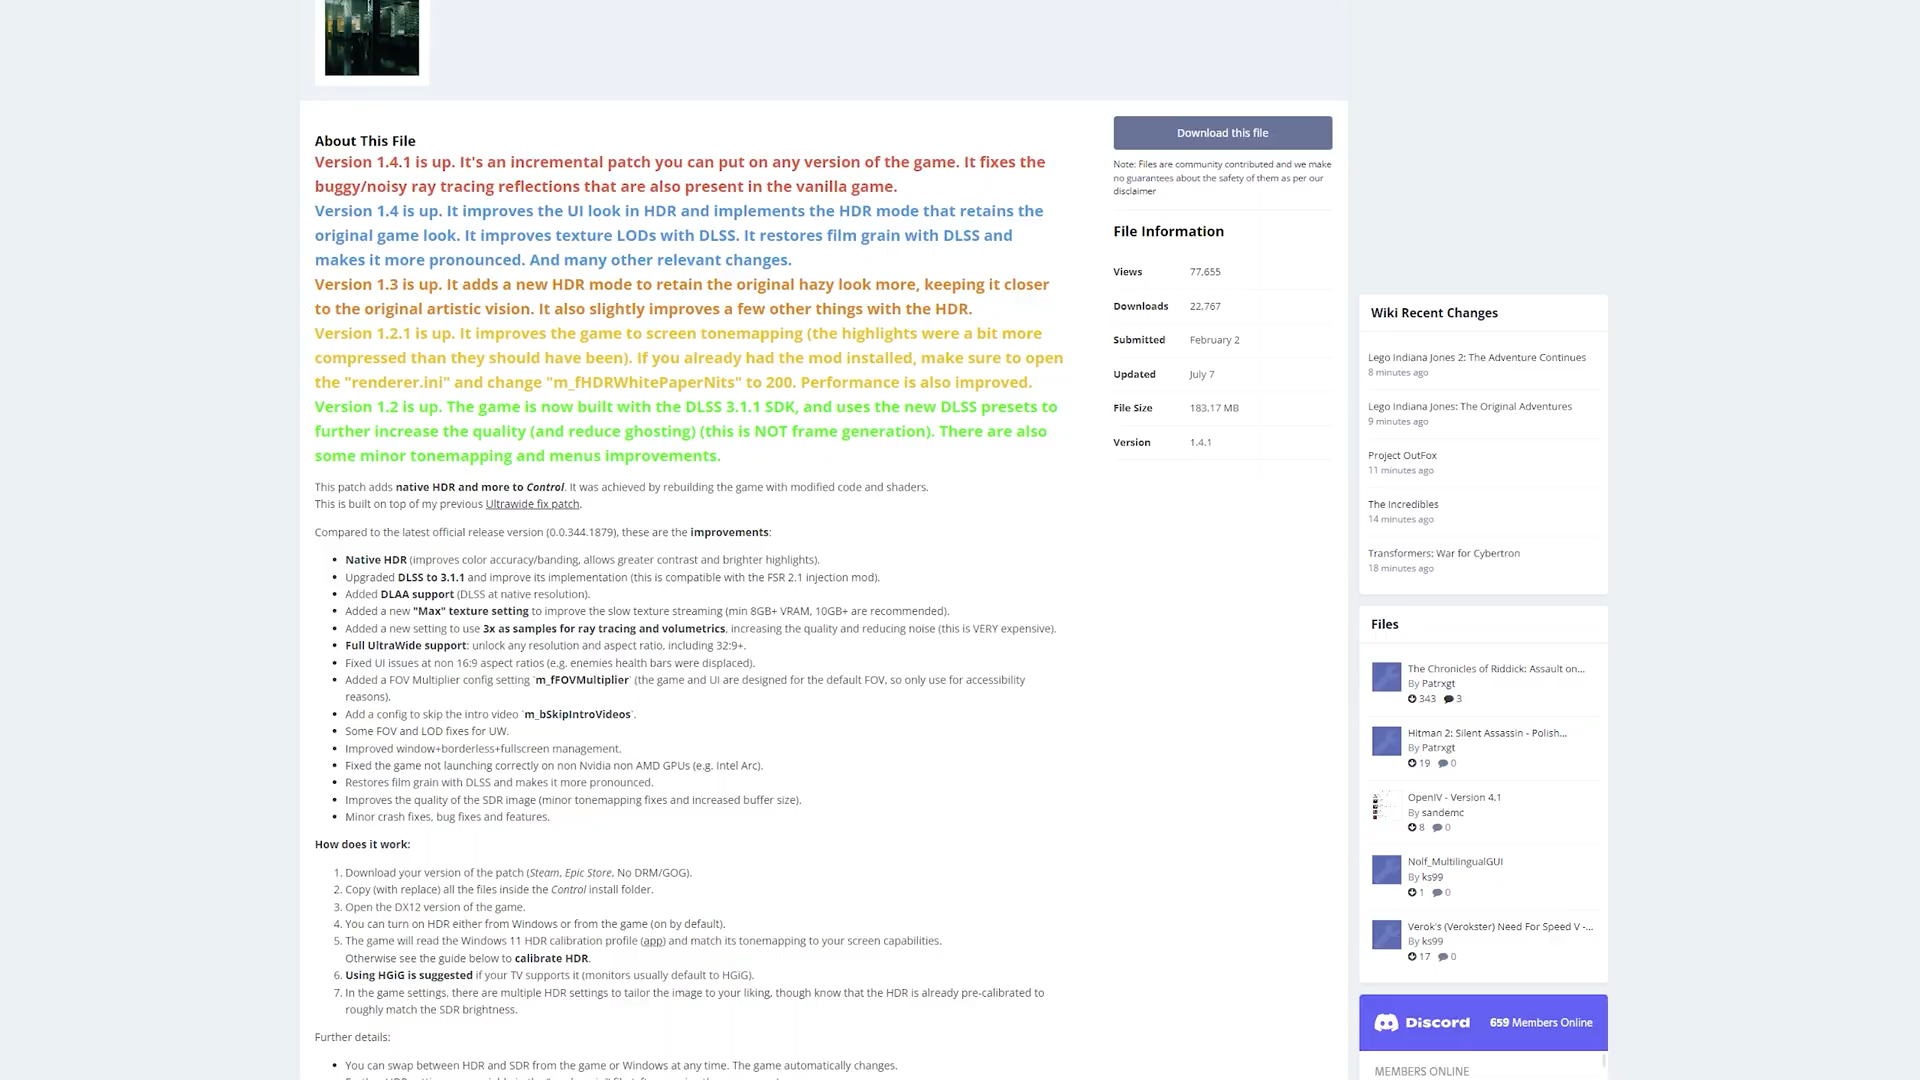 About This File
Version 1.4.1 is up. It's an incremental patch you can put on any version of the game. It fixes the
buggy/noisy ray tracing reflections that are also present in the vanilla game.
Version 1.4 is up. It improves the UI look in HDR and implements the HDR mode that retains the
original game look. It improves texture LODs with DLSS. It restores film grain with DLSS and
makes it more pronounced. And many other relevant changes.
Version 1.3 is up. It adds a new HDR mode to retain the original hazy look more, keeping it closer
to the original artistic vision. It also slightly improves a few other things with the HDR.
Version 1.2.1 is up. It improves the game to screen tonemapping (the highlights were a bit more
compressed than they should have been). If you already had the mod installed, make sure to open
the "renderer.ini" and change "m_fHDRWhitePaperNits" to 200. Performance is also improved.
Version 1.2 is up. The game is now built with the DLSS 3.1.1 SDK, and uses the new DLSS presets to
further increase the quality (and reduce ghosting) (this is NOT frame generation). There are also
some minor tonemapping and menus improvements.
This patch adds native HDR and more to Control. It was achieved by rebuilding the game with modified code and shaders.
This is built on top of my previous Ultrawide fix patch.
Compared to the latest official release version (0.0.344.1879), these are the improvements:
• Native HDR (improves color accuracy/banding, allows greater contrast and brighter highlights).
• Upgraded DLSS to 3.1.1 and improve its implementation (this is compatible with the FSR 2.1 injection mod).
• Added DLAA support (DLSS at native resolution).
• Added a new "Max" texture setting to improve the slow texture streaming (min 8GB+ VRAM, 10GB+ are recommended).
• Added a new setting to use 3x as samples for ray tracing and volumetrics, increasing the quality and reducing noise (this is VERY expensive).
• Full UltraWide support: unlock any resolution and aspect ratio, including 32:9+.
• Fixed UI issues at non 16:9 aspect ratios (e.g. enemies health bars were displaced).
• Added a FOV Multiplier config setting `m_fFOVMultiplier` (the game and UI are designed for the default FOV, so only use for accessibility
reasons).
• Add a config to skip the intro video `m_bSkipIntroVideos`.
• Some FOV and LOD fixes for UW.
• Improved window+borderless+fullscreen management.
• Fixed the game not launching correctly on non Nvidia non AMD GPUs (e.g. Intel Arc).
• Restores film grain with DLSS and makes it more pronounced.
• Improves the quality of the SDR image (minor tonemapping fixes and increased buffer size).
• Minor crash fixes, bug fixes and features.
How does it work:
1. Download your version of the patch (Steam, Epic Store, No DRM/GOG).
2. Copy (with replace) all the files inside the Control install folder.
3. Open the DX12 version of the game.
4. You can turn on HDR either from Windows or from the game (on by default).
5. The game will read the Windows 11 HDR calibration profile (app) and match its tonemapping to your screen capabilities.
Otherwise see the guide below to calibrate HDR.
6. Using HGiG is suggested if your TV supports it (monitors usually default to HGiG).
7. In the game settings, there are multiple HDR settings to tailor the image to your liking, though know that the HDR is already pre-calibrated to
roughly match the SDR brightness.
Further details:
• You can swap between HDR and SDR from the game or Windows at any time. The game automatically changes.
Download this file
Note: Files are community contributed and we make
no guarantees about the safety of them as per our
disclaimer
File Information
Views 77,655
Downloads 22,767
Submitted February 2
Updated July 7
File Size 183.17 MB
Version 1.4.1
Wiki Recent Changes
Lego Indiana Jones 2: The Adventure Continues
8 minutes ago
Lego Indiana Jones: The Original Adventures
9 minutes ago
Project OutFox
11 minutes ago
The Incredibles
14 minutes ago
Transformers: War for Cybertron
18 minutes ago
Files
The Chronicles of Riddick: Assault on...
By Patrxgt
343 3
Hitman 2: Silent Assassin - Polish...
By Patrxgt
19 0
OpenIV - Version 4.1
By sandemc
8 0
Nolf_MultilingualGUI
By ks99
1 0
Verok's (Verokster) Need For Speed V -...
By ks99
17 0
Discord 659 Members Online
MEMBERS ONLINE